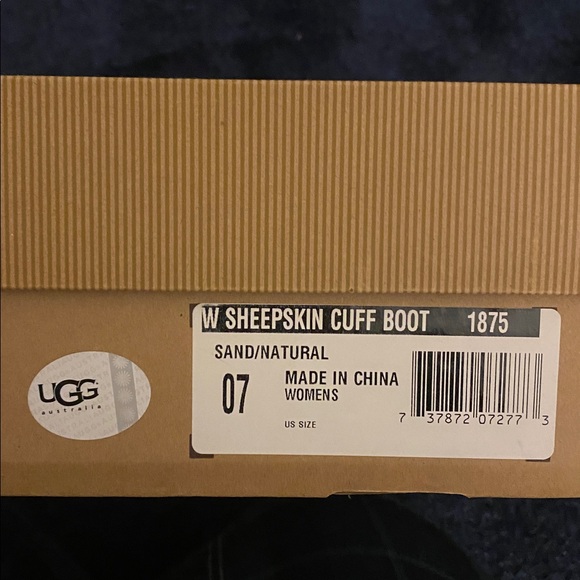 W SHEEPSKIN CUFF BOOT 1875
SAND/NATURAL
07
MADE IN CHINA
WOMENS
US SIZE
7 37872 07277 3
UGG
australia